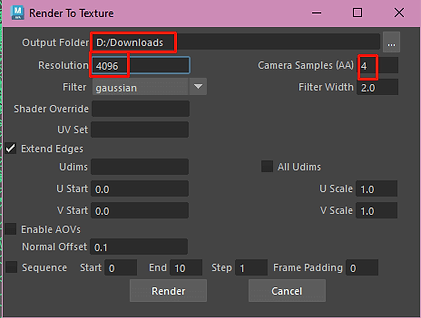 Render To Texture
Output Folder D:/Downloads ...
Resolution 4096 Camera Samples (AA) 4
Filter gaussian Filter Width 2.0
Shader Override
UV Set
Extend Edges
Udims All Udims
U Start 0.0 U Scale 1.0
V Start 0.0 V Scale 1.0
Enable AOVs
Normal Offset 0.1
Sequence Start 0 End 10 Step 1 Frame Padding 0
Render Cancel